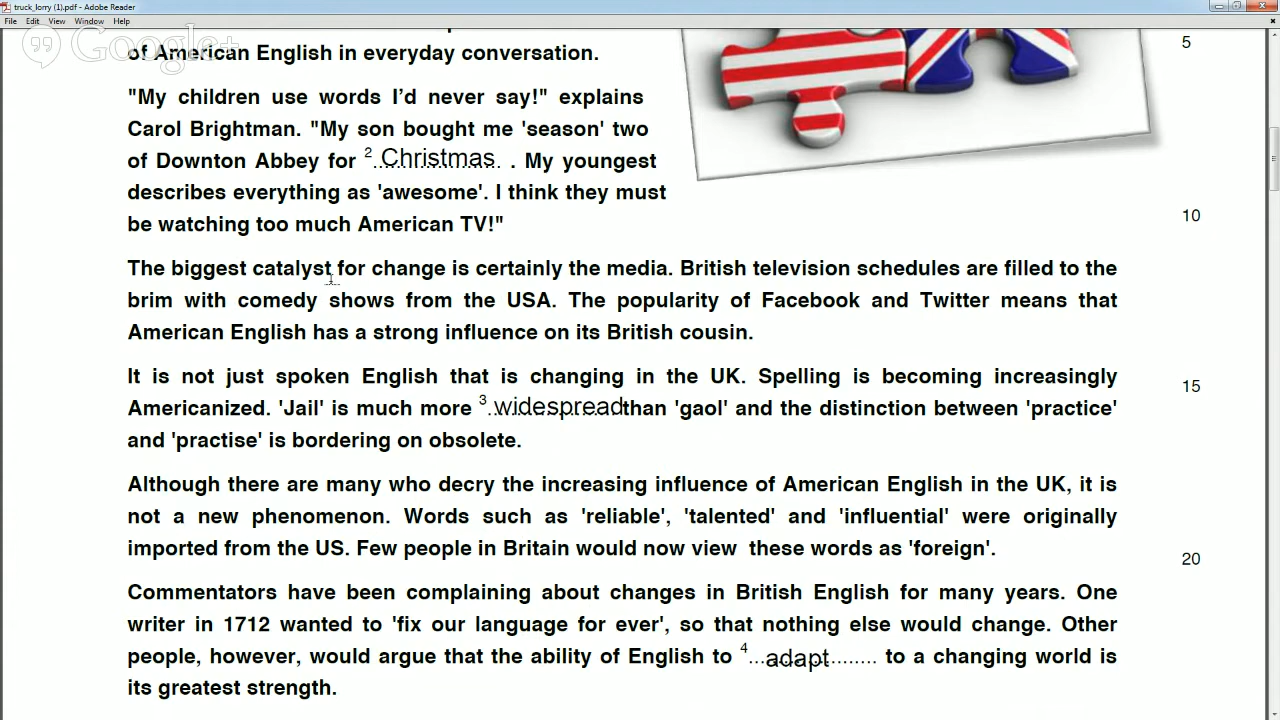 truck_lorry (1).pdf - Adobe Reader
File Edit View Window Help
Google+
of American English in everyday conversation.
5
"My children use words I'd never say!" explains
Carol Brightman. "My son bought me 'season' two
of Downton Abbey for 2 Christmas . My youngest
describes everything as 'awesome'. I think they must
be watching too much American TV!"
10
The biggest catalyst for change is certainly the media. British television schedules are filled to the
brim with comedy shows from the USA. The popularity of Facebook and Twitter means that
American English has a strong influence on its British cousin.
It is not just spoken English that is changing in the UK. Spelling is becoming increasingly
15
Americanized. 'Jail' is much more 3 widespread than 'gaol' and the distinction between 'practice'
and 'practise' is bordering on obsolete.
Although there are many who decry the increasing influence of American English in the UK, it is
not a new phenomenon. Words such as 'reliable', 'talented' and 'influential' were originally
imported from the US. Few people in Britain would now view these words as 'foreign'.
20
Commentators have been complaining about changes in British English for many years. One
writer in 1712 wanted to 'fix our language for ever', so that nothing else would change. Other
people, however, would argue that the ability of English to 4 adapt to a changing world is
its greatest strength.